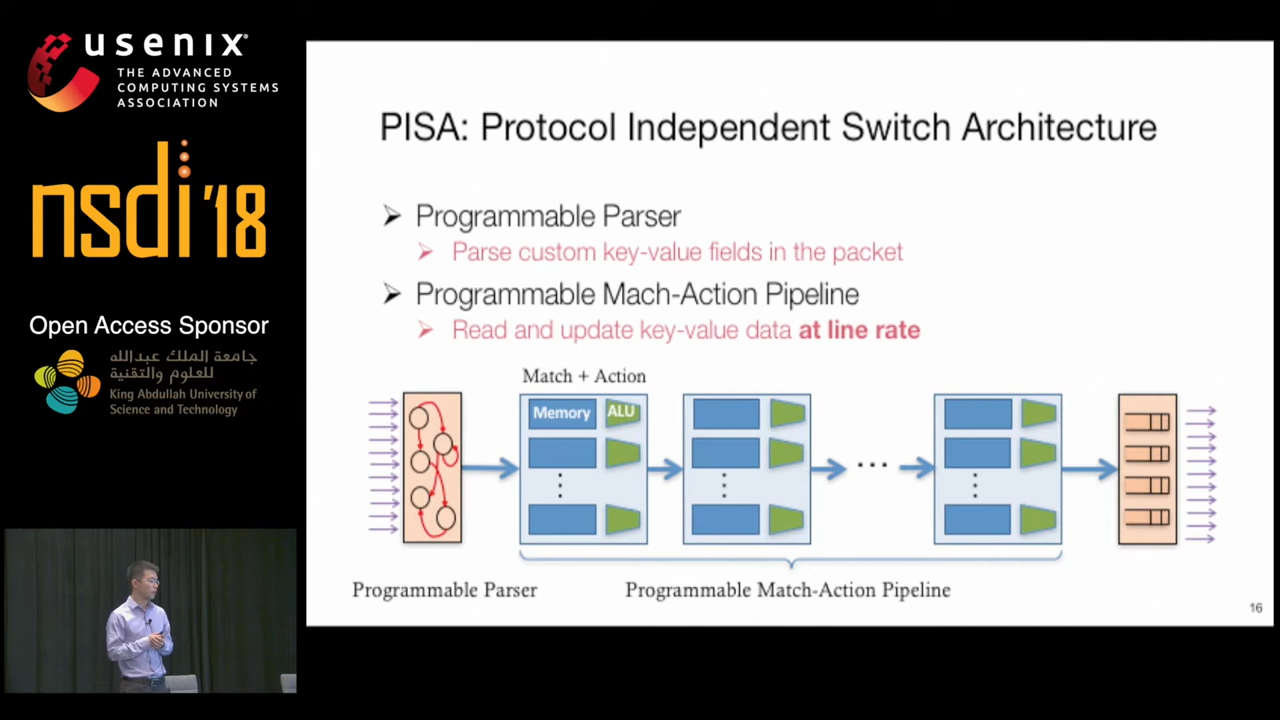 usenix
THE ADVANCED
COMPUTING SYSTEMS
ASSOCIATION
nsdi '18
Open Access Sponsor
جامعة الملك عبدالله
للعلوم والتقنية
King Abdullah University of
Science and Technology
PISA: Protocol Independent Switch Architecture
Programmable Parser
Parse custom key-value fields in the packet
Programmable Mach-Action Pipeline
Read and update key-value data at line rate
Match + Action
Memory ALU
...
Programmable Parser
Programmable Match-Action Pipeline
16